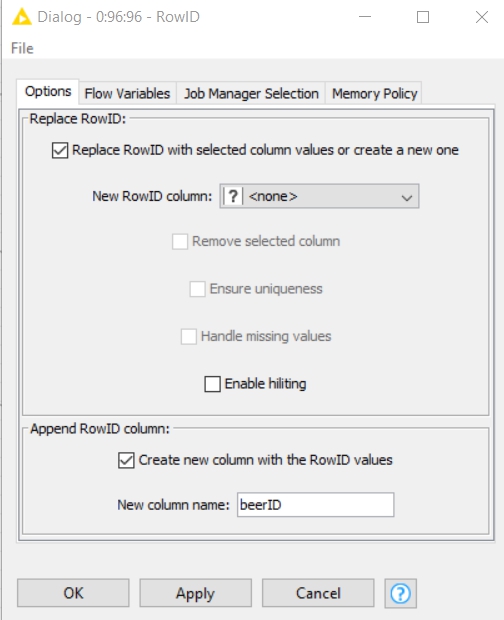 Dialog - 0:96:96 - RowID
File
Options Flow Variables Job Manager Selection Memory Policy
Replace RowID:
Replace RowID with selected column values or create a new one
New RowID column: ? <none>
Remove selected column
Ensure uniqueness
Handle missing values
Enable hiliting
Append RowID column:
Create new column with the RowID values
New column name: beerID
OK Apply Cancel ?